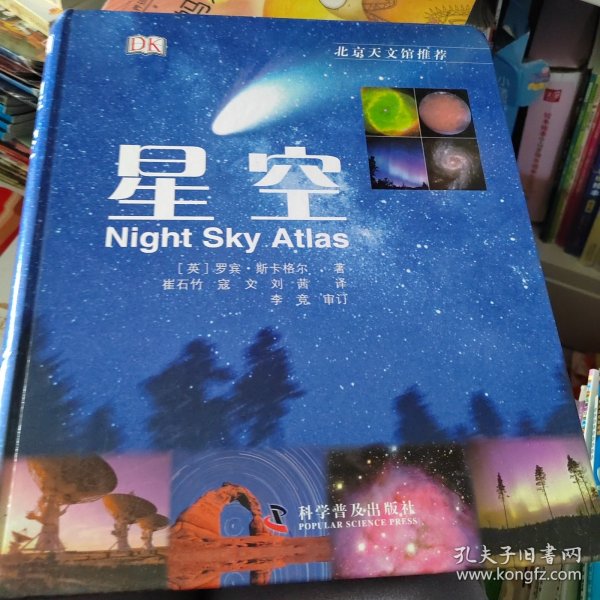 DK
北京天文馆推荐
星空
Night Sky Atlas
[英]罗宾·斯卡格尔 著
崔石竹 寇文 刘茜 译
李竞 审订
科学普及出版社
POPULAR SCIENCE PRESS
孔夫子旧书网
www.kongfz.com